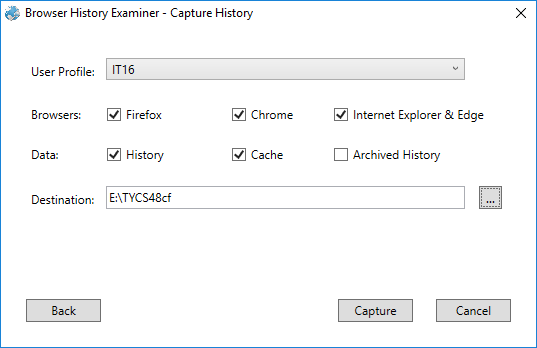 Browser History Examiner - Capture History
User Profile: IT16
Browsers: Firefox Chrome Internet Explorer & Edge
Data: History Cache Archived History
Destination: E:\TYCS48cf ...
Back Capture Cancel